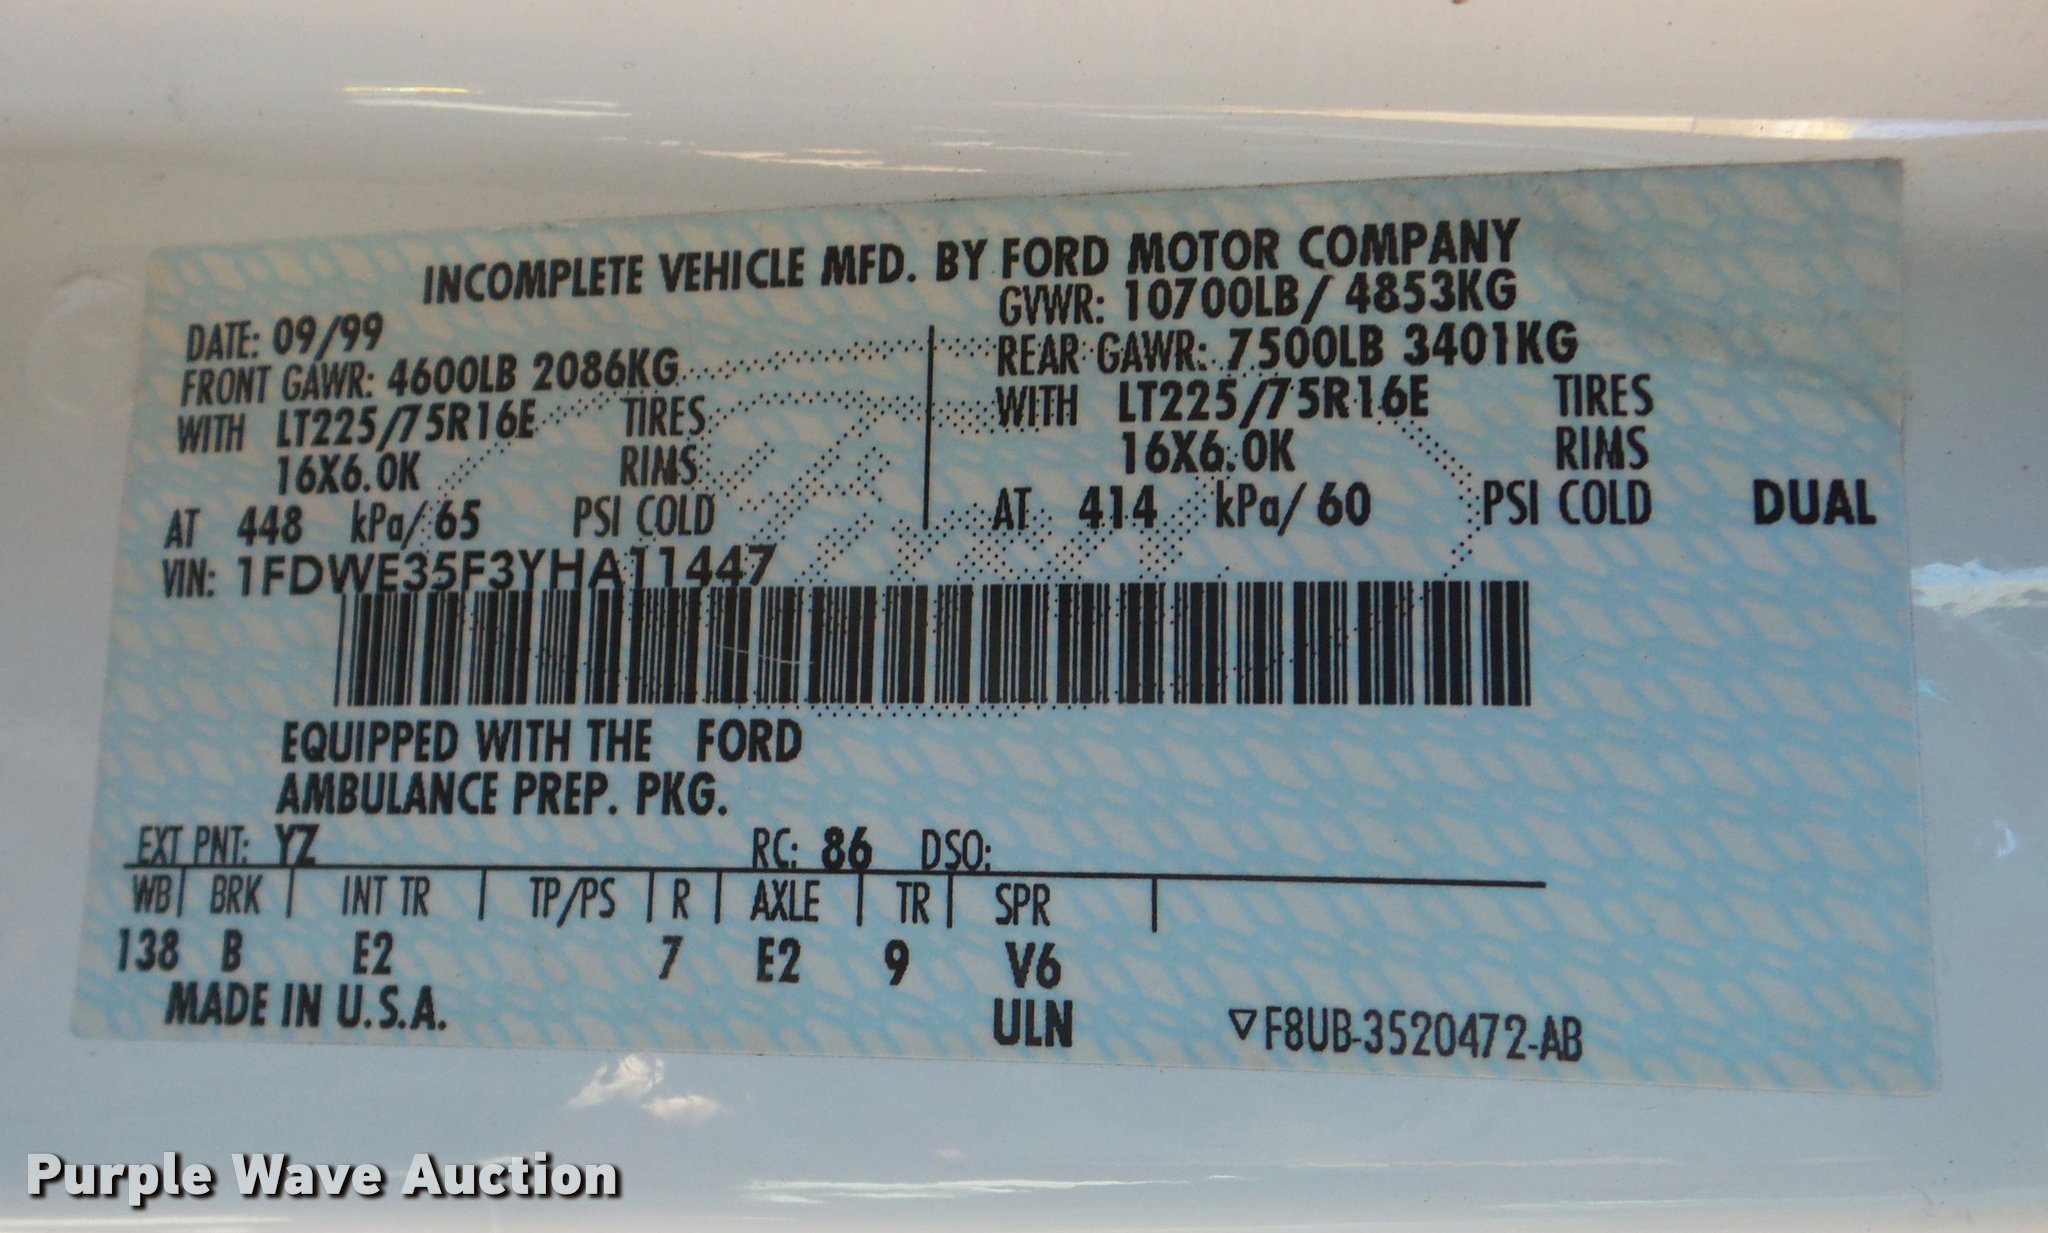 INCOMPLETE VEHICLE MFD. BY FORD MOTOR COMPANY
DATE: 09/99
GVWR: 10700LB/ 4853KG
FRONT GAWR: 4600LB 2086KG
REAR GAWR: 7500LB 3401KG
WITH LT225/75R16E TIRES
WITH LT225/75R16E TIRES
16X6.0K RIMS
16X6.0K RIMS
AT 448 kPa/ 65 PSI COLD
AT 414 kPa/ 60 PSI COLD DUAL
VIN: 1FDWE35F3YHA11447
EQUIPPED WITH THE FORD
AMBULANCE PREP. PKG.
EXT PNT: YZ RC: 86 DSO:
WB BRK INT TR TP/PS R AXLE TR SPR
138 B E2 7 E2 9 V6
MADE IN U.S.A. ULN ▽F8UB-3520472-AB
Purple Wave Auction